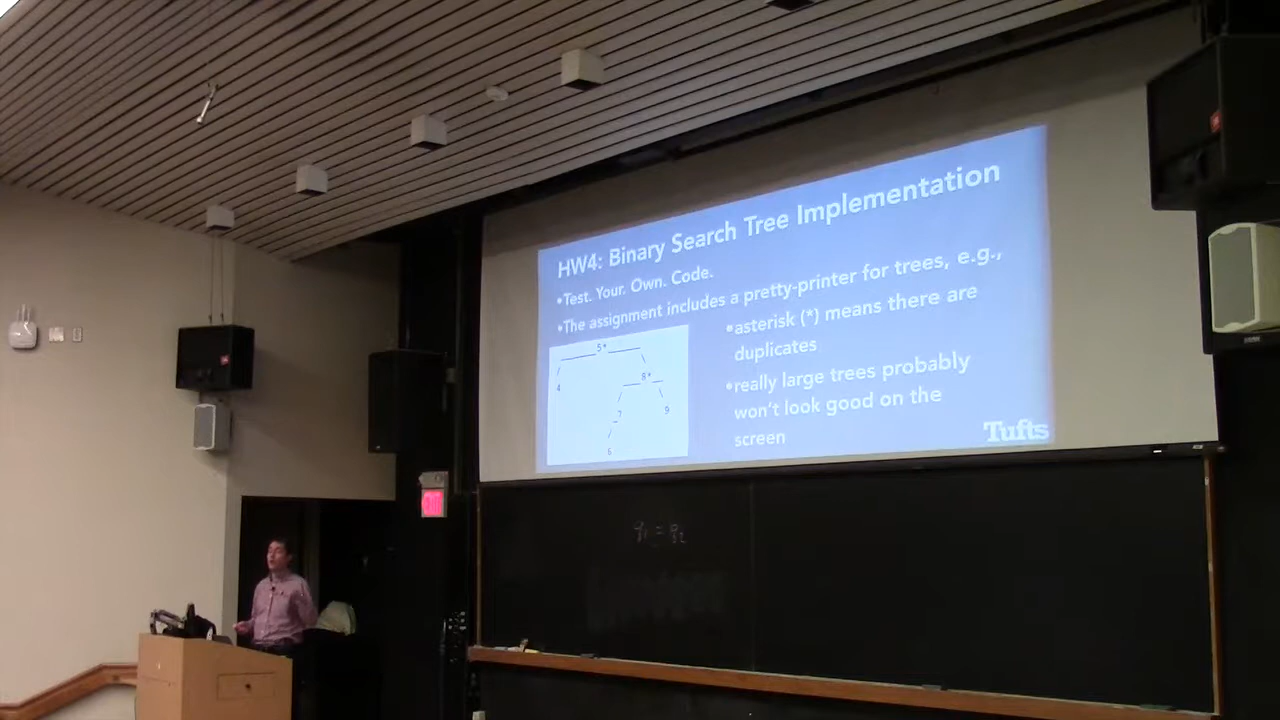 HW4: Binary Search Tree Implementation
•Test. Your. Own. Code.
•The assignment includes a pretty-printer for trees, e.g.,
5*
4
8*
7
9
6
•asterisk (*) means there are
duplicates
•really large trees probably
won't look good on the
screen
Tufts
EXIT